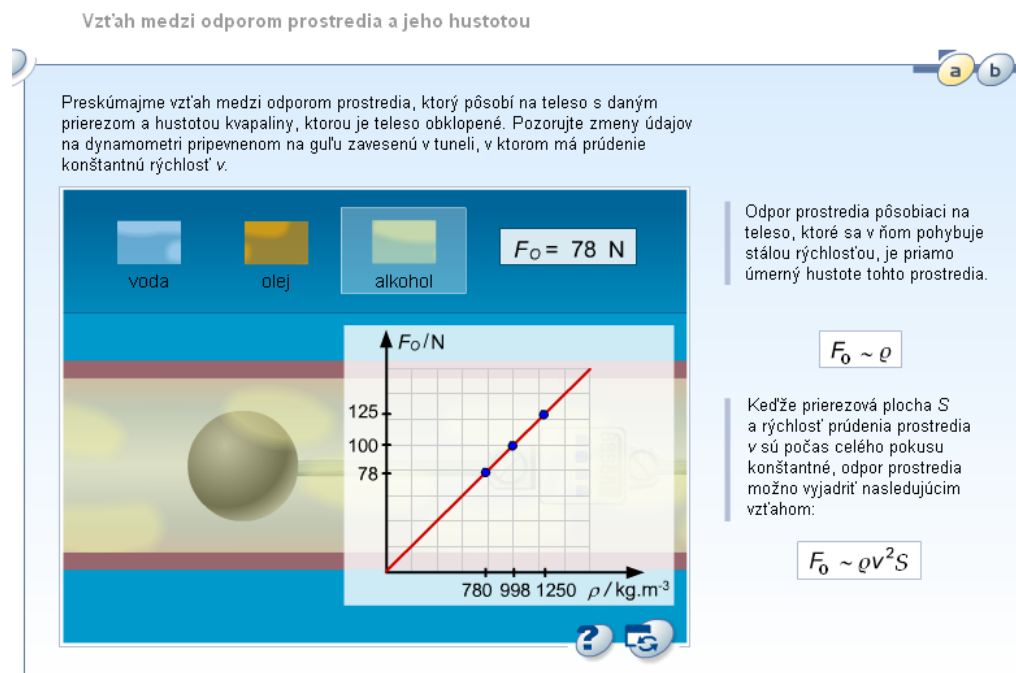 Vzťah medzi odporom prostredia a jeho hustotou
a b
Preskúmajme vzťah medzi odporom prostredia, ktorý pôsobí na teleso s daným
prierezom a hustotou kvapaliny, ktorou je teleso obklopené. Pozorujte zmeny údajov
na dynamometri pripevnenom na guľu zavesenú v tuneli, v ktorom má prúdenie
konštantnú rýchlosť v.
voda olej alkohol
Fₒ = 78 N
Fₒ/N
125
100
78
780 998 1250 ρ/kg.m⁻³
?
Odpor prostredia pôsobiaci na
teleso, ktoré sa v ňom pohybuje
stálou rýchlosťou, je priamo
úmerný hustote tohto prostredia.
Fₒ ~ ϱ
Keďže prierezová plocha S
a rýchlosť prúdenia prostredia
v sú počas celého pokusu
konštantné, odpor prostredia
možno vyjadriť nasledujúcim
vzťahom:
Fₒ ~ ϱv²S